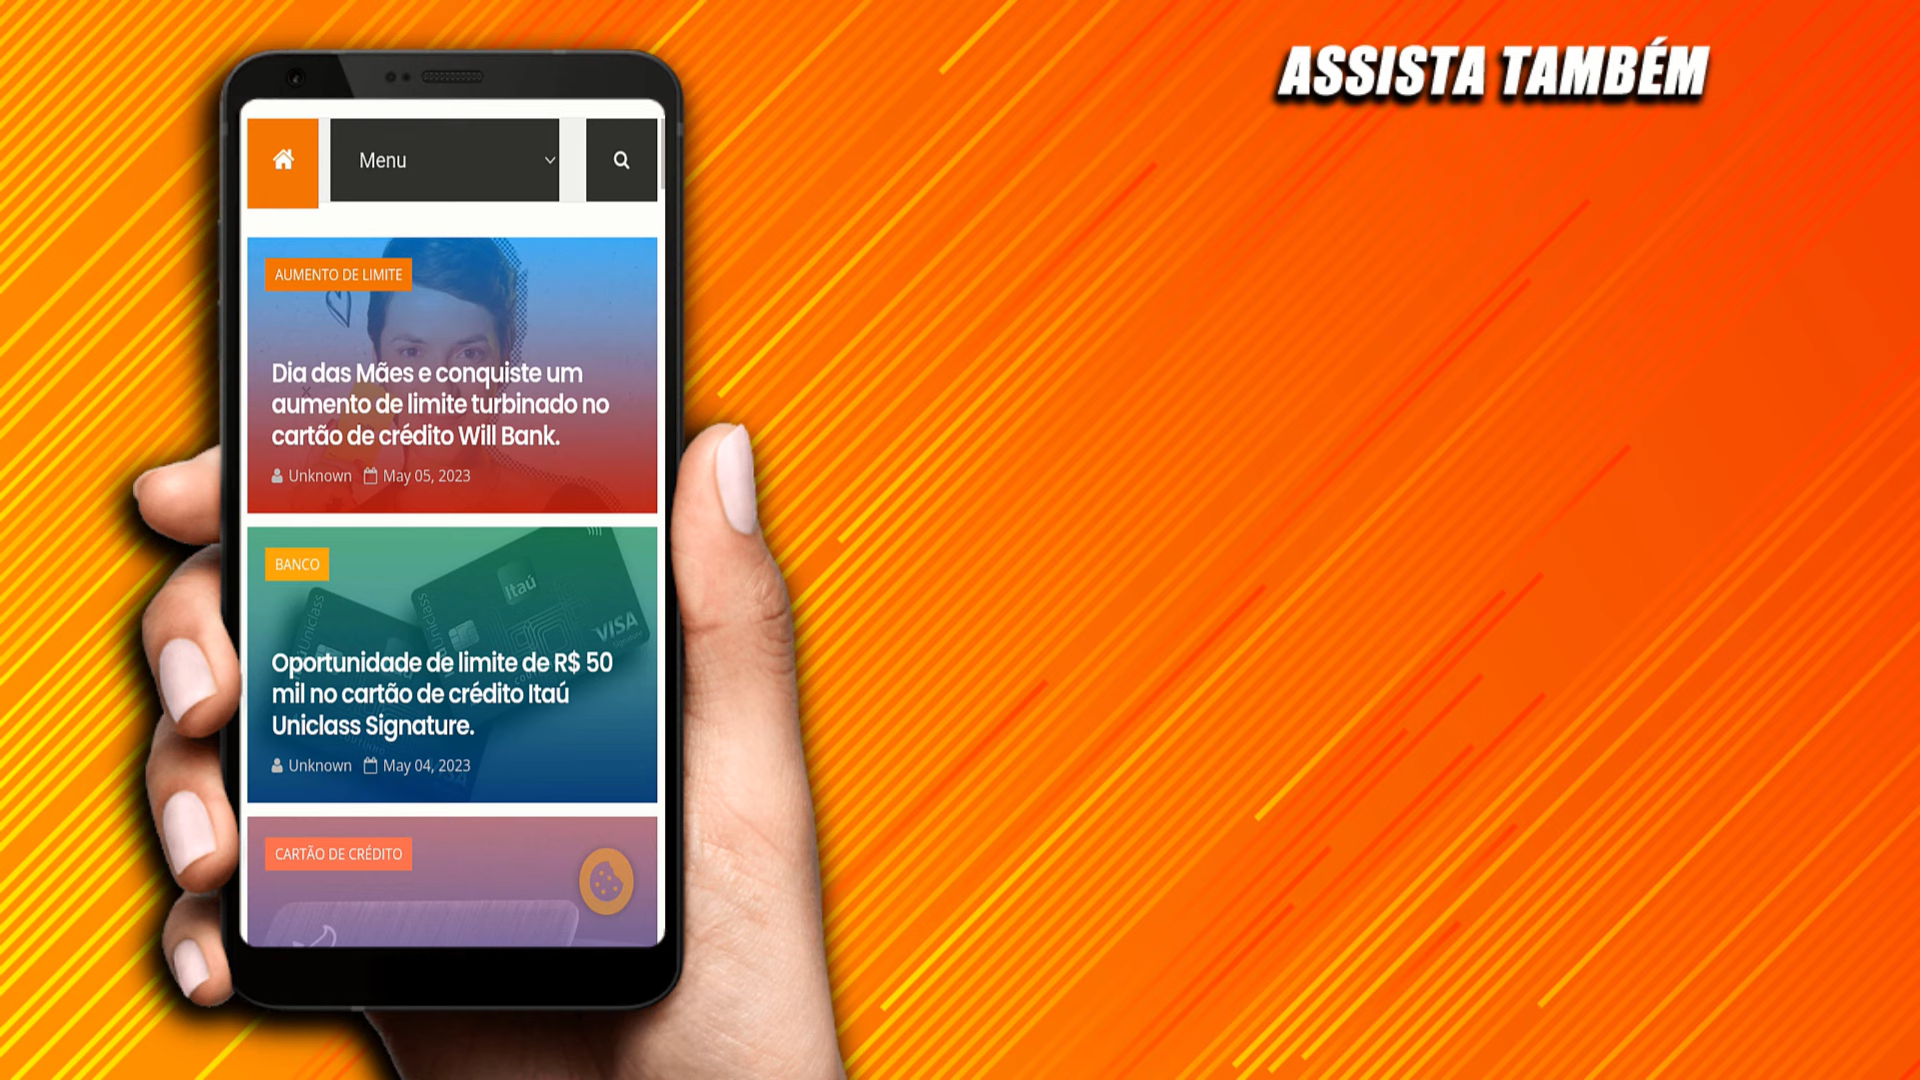 ASSISTA TAMBÉM
Menu
AUMENTO DE LIMITE
Dia das Mães e conquiste um
aumento de limite turbinado no
cartão de crédito Will Bank.
Unknown May 05, 2023
BANCO
Itaú
Uniclass
VISA
Signature
Oportunidade de limite de R$ 50
mil no cartão de crédito Itaú
Uniclass Signature.
Unknown May 04, 2023
CARTÃO DE CRÉDITO